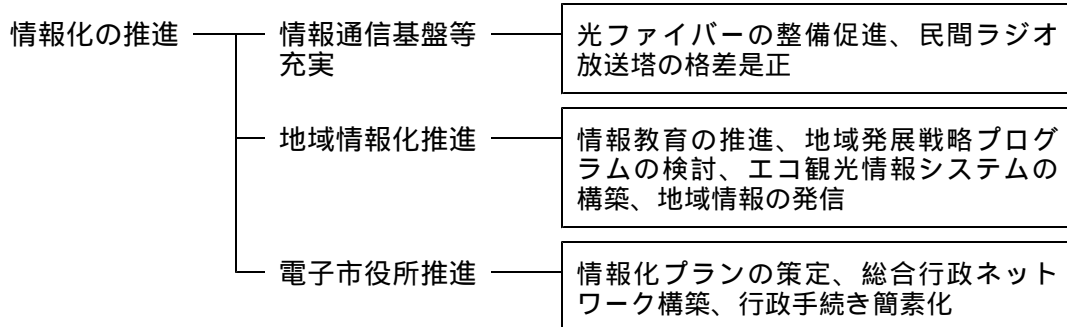 情報化の推進
情報通信基盤等
充実
光ファイバーの整備促進、民間ラジオ
放送塔の格差是正
地域情報化推進
情報教育の推進、地域発展戦略プログ
ラムの検討、エコ観光情報システムの
構築、地域情報の発信
電子市役所推進
情報化プランの策定、総合行政ネット
ワーク構築、行政手続き簡素化